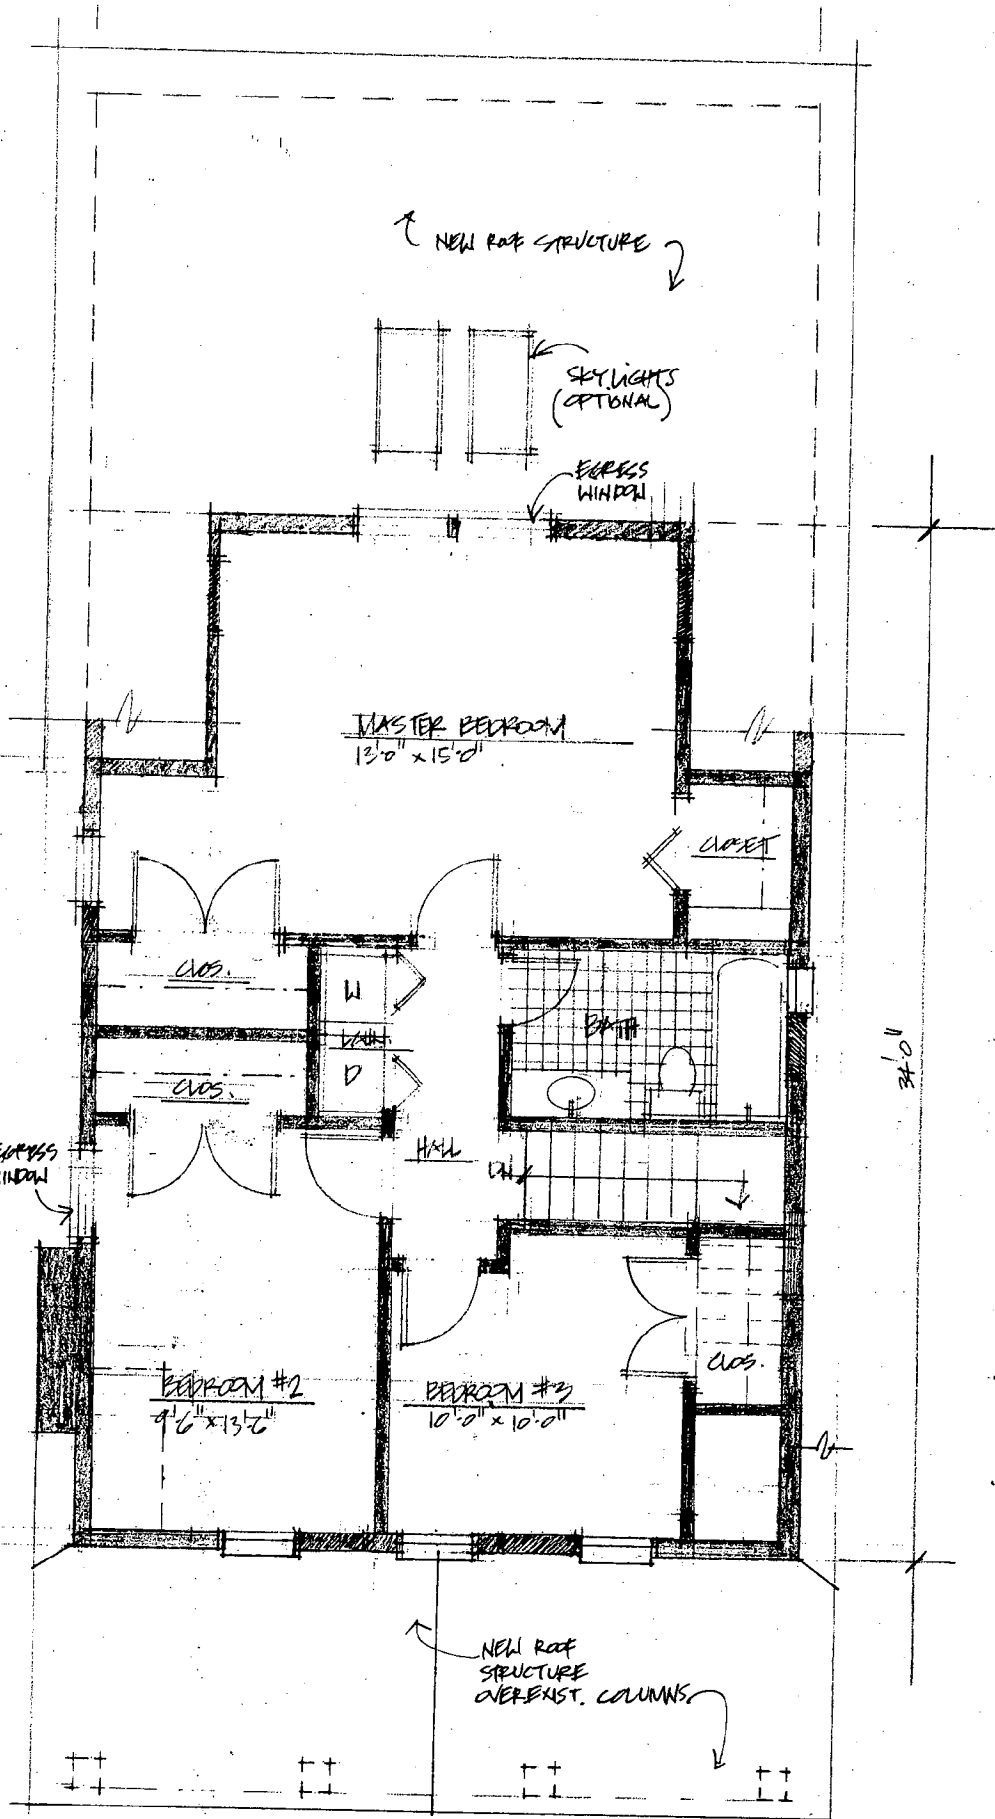 NEW ROOF STRUCTURE
SKYLIGHTS
(OPTIONAL)
EGRESS
WINDOW
MASTER BEDROOM
13'-0" x 15'-0"
CLOSET
CLOS.
W
LAUN.
D
BATH
CLOS.
34'-0"
HALL
DN
EGRESS
WINDOW
CLOS.
BEDROOM #2
9'-6" x 13'-6"
BEDROOM #3
10'-0" x 10'-0"
NEW ROOF
STRUCTURE
OVER EXIST. COLUMNS